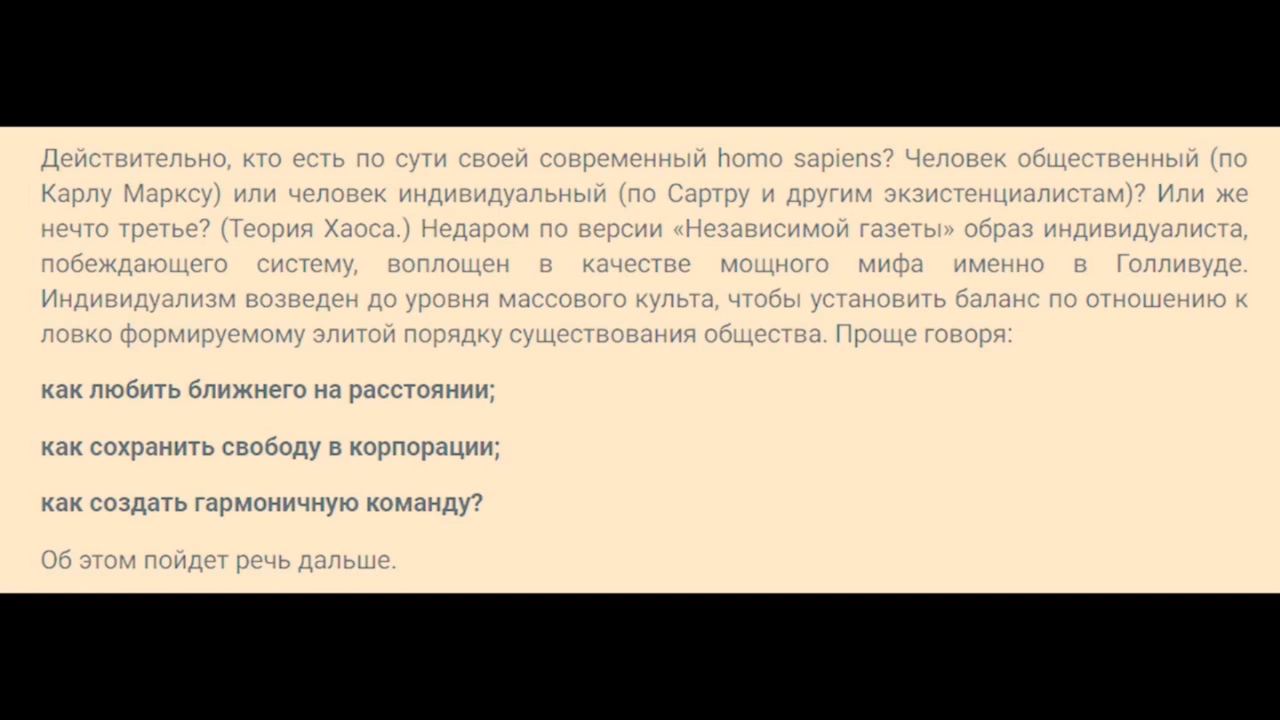 Действительно, кто есть по сути своей современный homo sapiens? Человек общественный (по
Карлу Марксу) или человек индивидуальный (по Сартру и другим экзистенциалистам)? Или же
нечто третье? (Теория Хаоса.) Недаром по версии «Независимой газеты» образ индивидуалиста,
побеждающего систему, воплощен в качестве мощного мифа именно в Голливуде.
Индивидуализм возведен до уровня массового культа, чтобы установить баланс по отношению к
ловко формируемому элитой порядку существования общества. Проще говоря:
как любить ближнего на расстоянии;
как сохранить свободу в корпорации;
как создать гармоничную команду?
Об этом пойдет речь дальше.